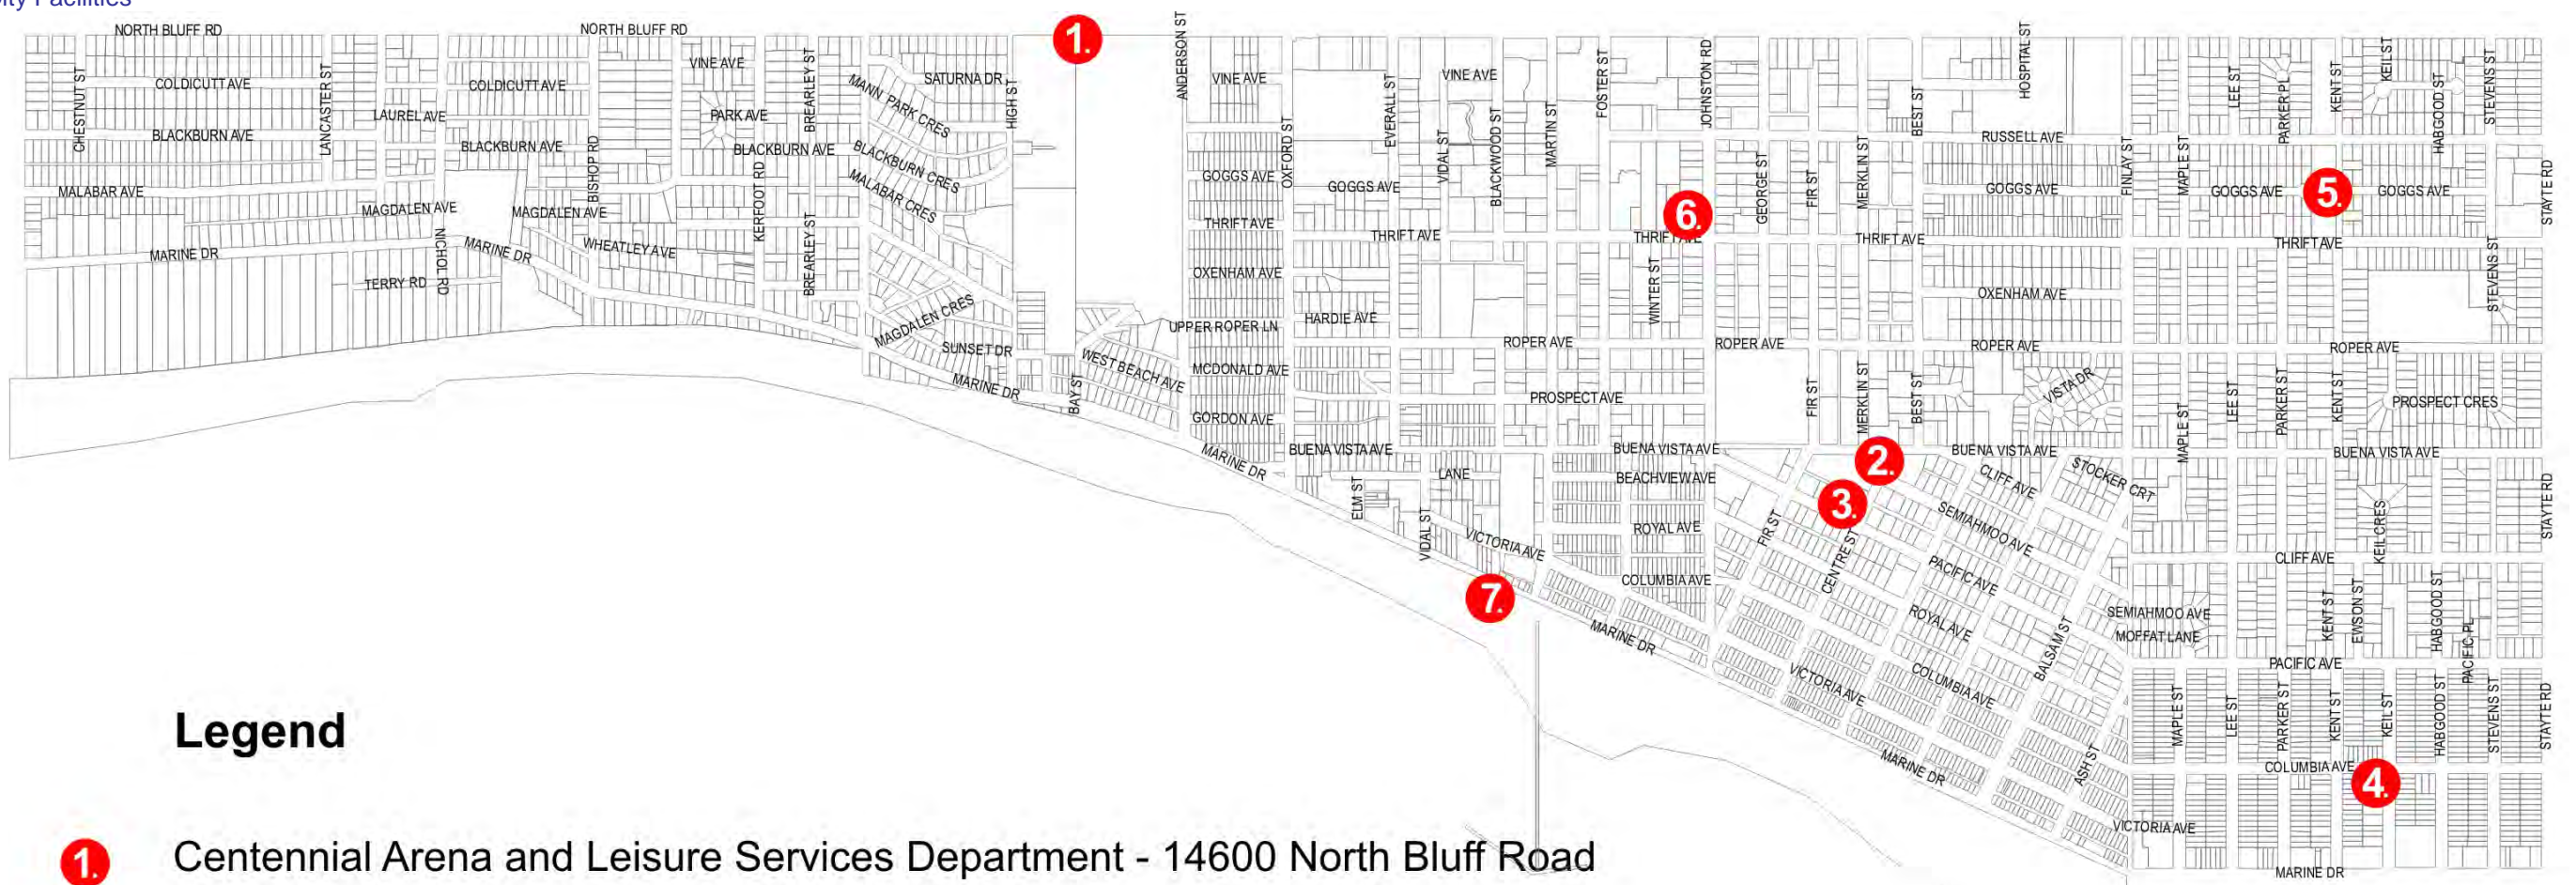 ity Facilities
NORTH BLUFF RD
NORTH BLUFF RD
ANDERSON ST
HOSPITAL ST
1.
CHESTNUT ST
COLDICUTT AVE
LANCASTER ST
LAUREL AVE
COLDICUTT AVE
VINE AVE
PARK AVE
BREARLEY ST
SATURNA DR
MANN PARK CRES
HIGH ST
VINE AVE
EVERALL ST
VINE AVE
FOSTER ST
JOHNSTON RD
BEST ST
LEE ST
PARKER PL
KENT ST
KEIL ST
HABGOOD ST
STEVENS ST
BLACKBURN AVE
BLACKBURN AVE
BISHOP RD
BLACKBURN AVE
BLACKBURN CRES
OXFORD ST
VIDAL ST
BLACKWOOD ST
MARTIN ST
RUSSELL AVE
FINLAY ST
MAPLE ST
MALABAR AVE
MAGDALEN AVE
MAGDALEN AVE
KERFOOT RD
BREARLEY ST
MALABAR CRES
GOGGS AVE
GOGGS AVE
6.
GEORGE ST
FIR ST
MERKLIN ST
GOGGS AVE
GOGGS AVE
5.
GOGGS AVE
STAYTE RD
MARINE DR
NICHOL RD
MARINE DR
WHEATLEY AVE
THRIFT AVE
THRIFT AVE
THRIFT AVE
THRIFT AVE
THRIFT AVE
TERRY RD
OXENHAM AVE
WINTER ST
OXENHAM AVE
STEVENS ST
MAGDALEN CRES
SUNSET DR
UPPER ROPER LN
HARDIE AVE
ROPER AVE
ROPER AVE
ROPER AVE
ROPER AVE
MARINE DR
BAY ST
WEST BEACH AVE
MCDONALD AVE
PROSPECT AVE
FIR ST
MERKLIN ST
BEST ST
VISTA DR
MAPLE ST
LEE ST
PARKER ST
KENT ST
PROSPECT CRES
GORDON AVE
MARINE DR
BUENA VISTA AVE
BUENA VISTA AVE
2.
BUENA VISTA AVE
BUENA VISTA AVE
ELM ST
LANE
BEACHVIEW AVE
3.
CLIFF AVE
STOCKER CRT
STAYTE RD
VIDAL ST
VICTORIA AVE
ROYAL AVE
FIR ST
CENTRE ST
SEMIAHMOO AVE
KEIL CRES
CLIFF AVE
7.
COLUMBIA AVE
PACIFIC AVE
MARINE DR
ROYAL AVE
BALSAM ST
SEMIAHMOO AVE
MOFFAT LANE
KENT ST
EWSON ST
HABGOOD ST
PACIFIC PL
PACIFIC AVE
VICTORIA AVE
COLUMBIA AVE
MAPLE ST
LEE ST
PARKER ST
KENT ST
KEIL ST
HABGOOD ST
STEVENS ST
STAYTE RD
MARINE DR
ASH ST
COLUMBIA AVE
4.
VICTORIA AVE
MARINE DR
Legend
1. Centennial Arena and Leisure Services Department - 14600 North Bluff Road